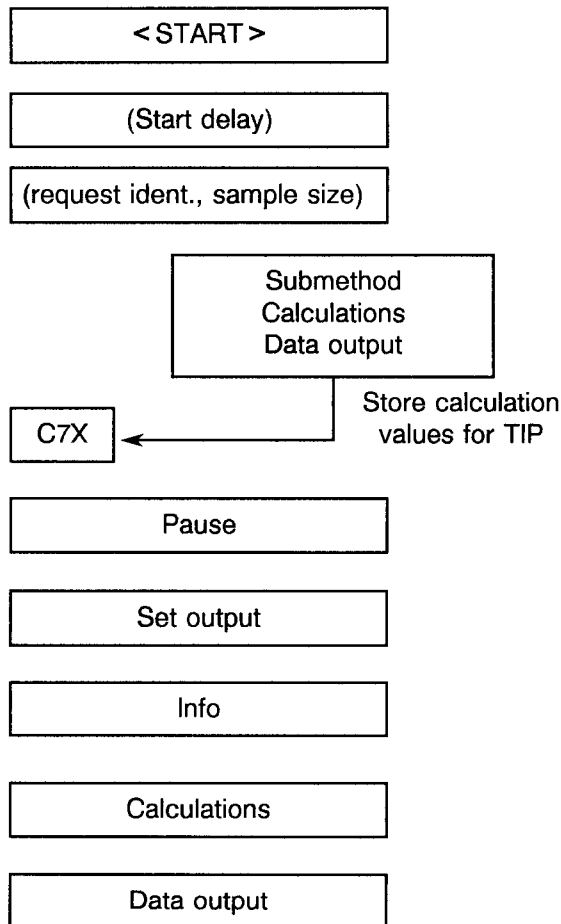 <START>
(Start delay)
(request ident., sample size)
Submethod
Calculations
Data output
Store calculation
values for TIP
C7X
Pause
Set output
Info
Calculations
Data output